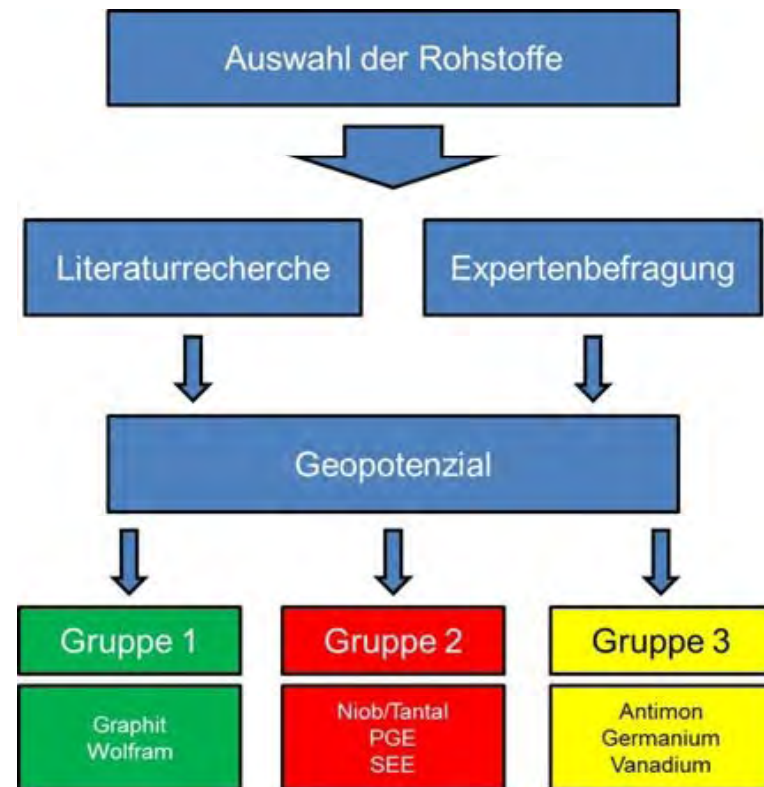 Auswahl der Rohstoffe
Literaturrecherche
Expertenbefragung
Geopotenzial
Gruppe 1
Graphit
Wolfram
Gruppe 2
Niob/Tantal
PGE
SEE
Gruppe 3
Antimon
Germanium
Vanadium